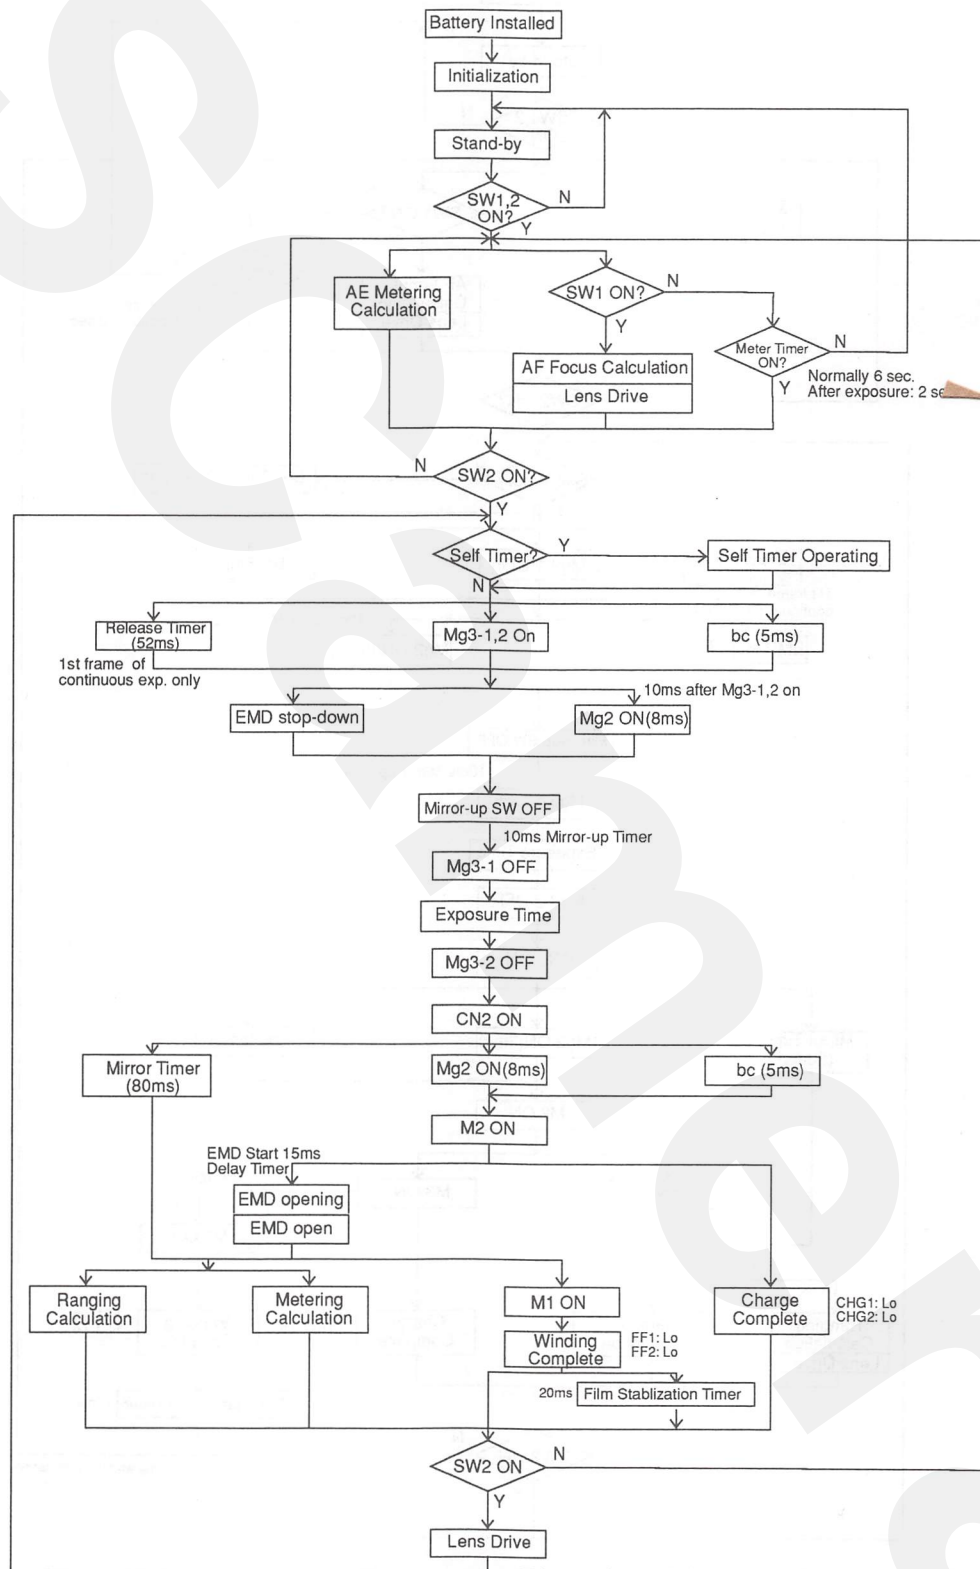 Battery Installed
Initialization
Stand-by
SW1,2
ON?
N
Y
AE Metering
Calculation
SW1 ON?
N
Y
AF Focus Calculation
Lens Drive
Meter Timer
ON?
N
Y
Normally 6 sec.
After exposure: 2
N
SW2 ON?
Y
Self Timer?
Y
Self Timer Operating
N
Release Timer
(52ms)
1st frame of
continuous exp. only
Mg3-1,2 On
bc (5ms)
10ms after Mg3-1,2 on
EMD stop-down
Mg2 ON(8ms)
Mirror-up SW OFF
10ms Mirror-up Timer
Mg3-1 OFF
Exposure Time
Mg3-2 OFF
CN2 ON
Mirror Timer
(80ms)
Mg2 ON(8ms)
bc (5ms)
M2 ON
EMD Start 15ms
Delay Timer
EMD opening
EMD open
Ranging
Calculation
Metering
Calculation
M1 ON
Winding
Complete
FF1: Lo
FF2: Lo
Charge
Complete
CHG1: Lo
CHG2: Lo
20ms
Film Stablization Timer
SW2 ON
N
Y
Lens Drive